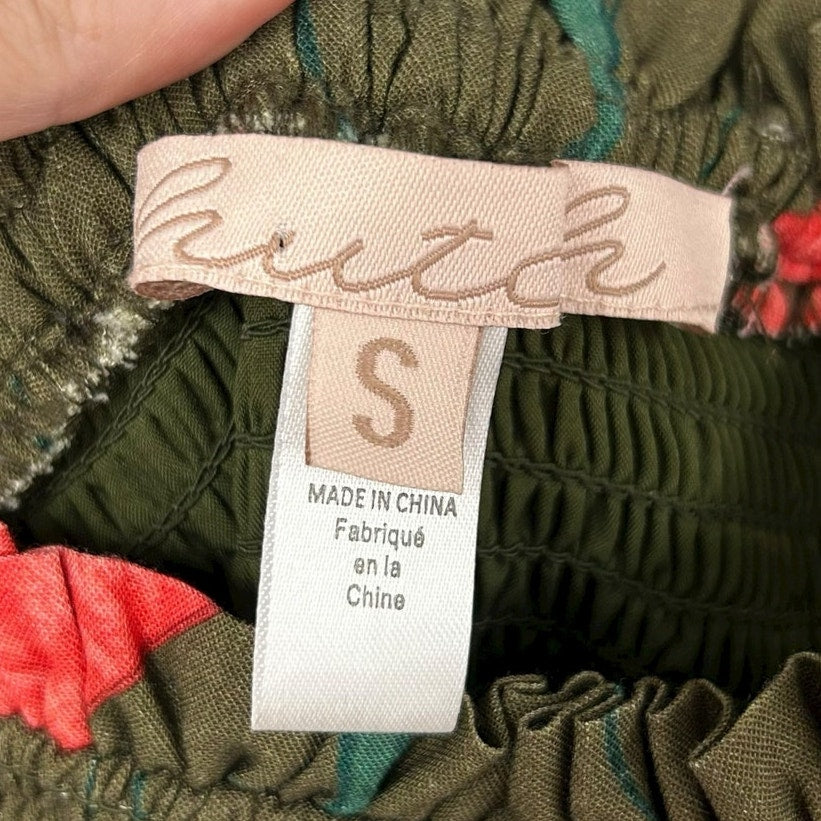 hutch
S
MADE IN CHINA
Fabriqué
en la
Chine